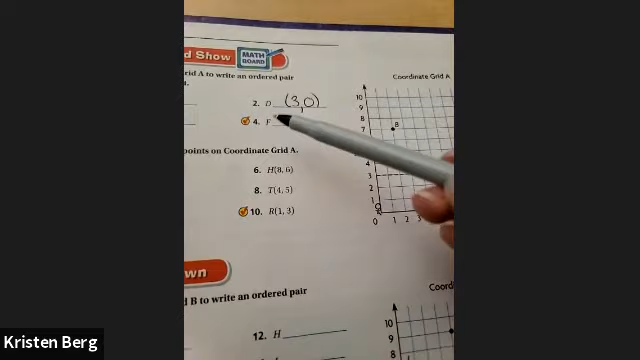 d Show
MATH
BOARD
rid A to write an ordered pair
Coordinate Grid A
2. D (3,0)
4. F
10
9
8
7
B
4
3
2
1
0 1 2 3
points on Coordinate Grid A.
6. H(8, 6)
8. T(4, 5)
10. R(1, 3)
wn
d B to write an ordered pair
Coord
12. H
10
9
8
Kristen Berg